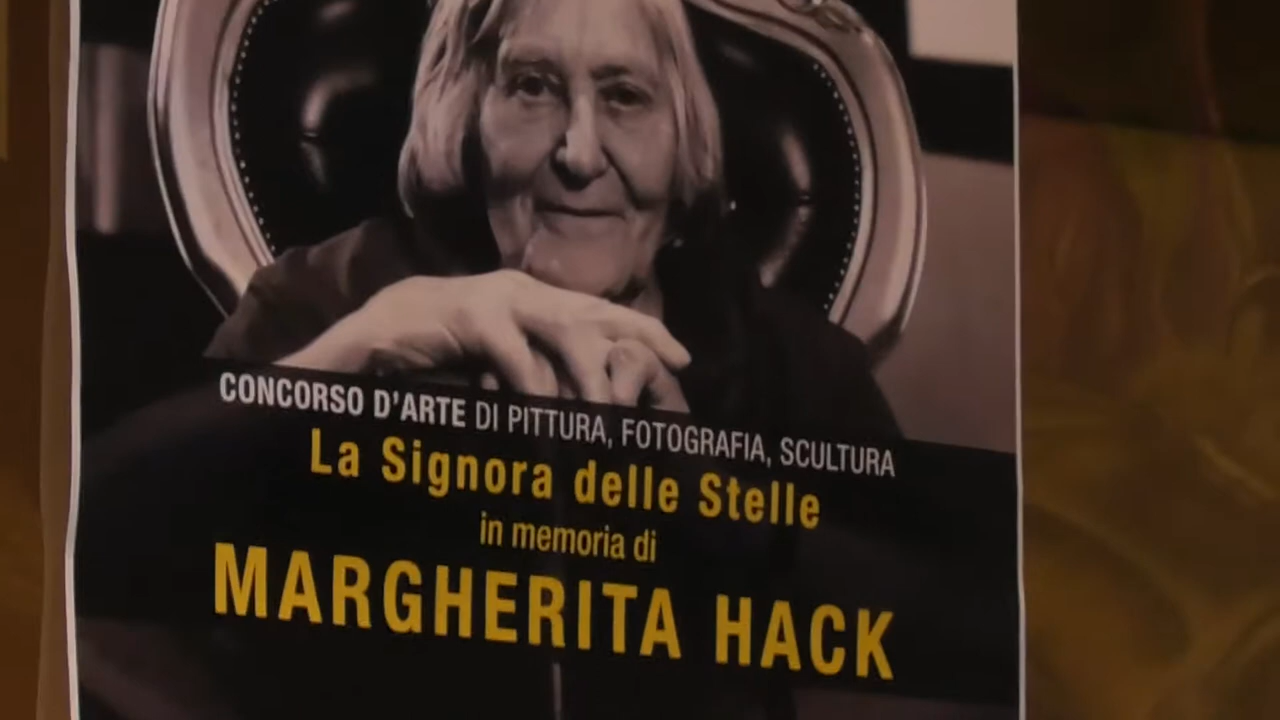 CONCORSO D'ARTE DI PITTURA, FOTOGRAFIA, SCULTURA
La Signora delle Stelle
in memoria di
MARGHERITA HACK